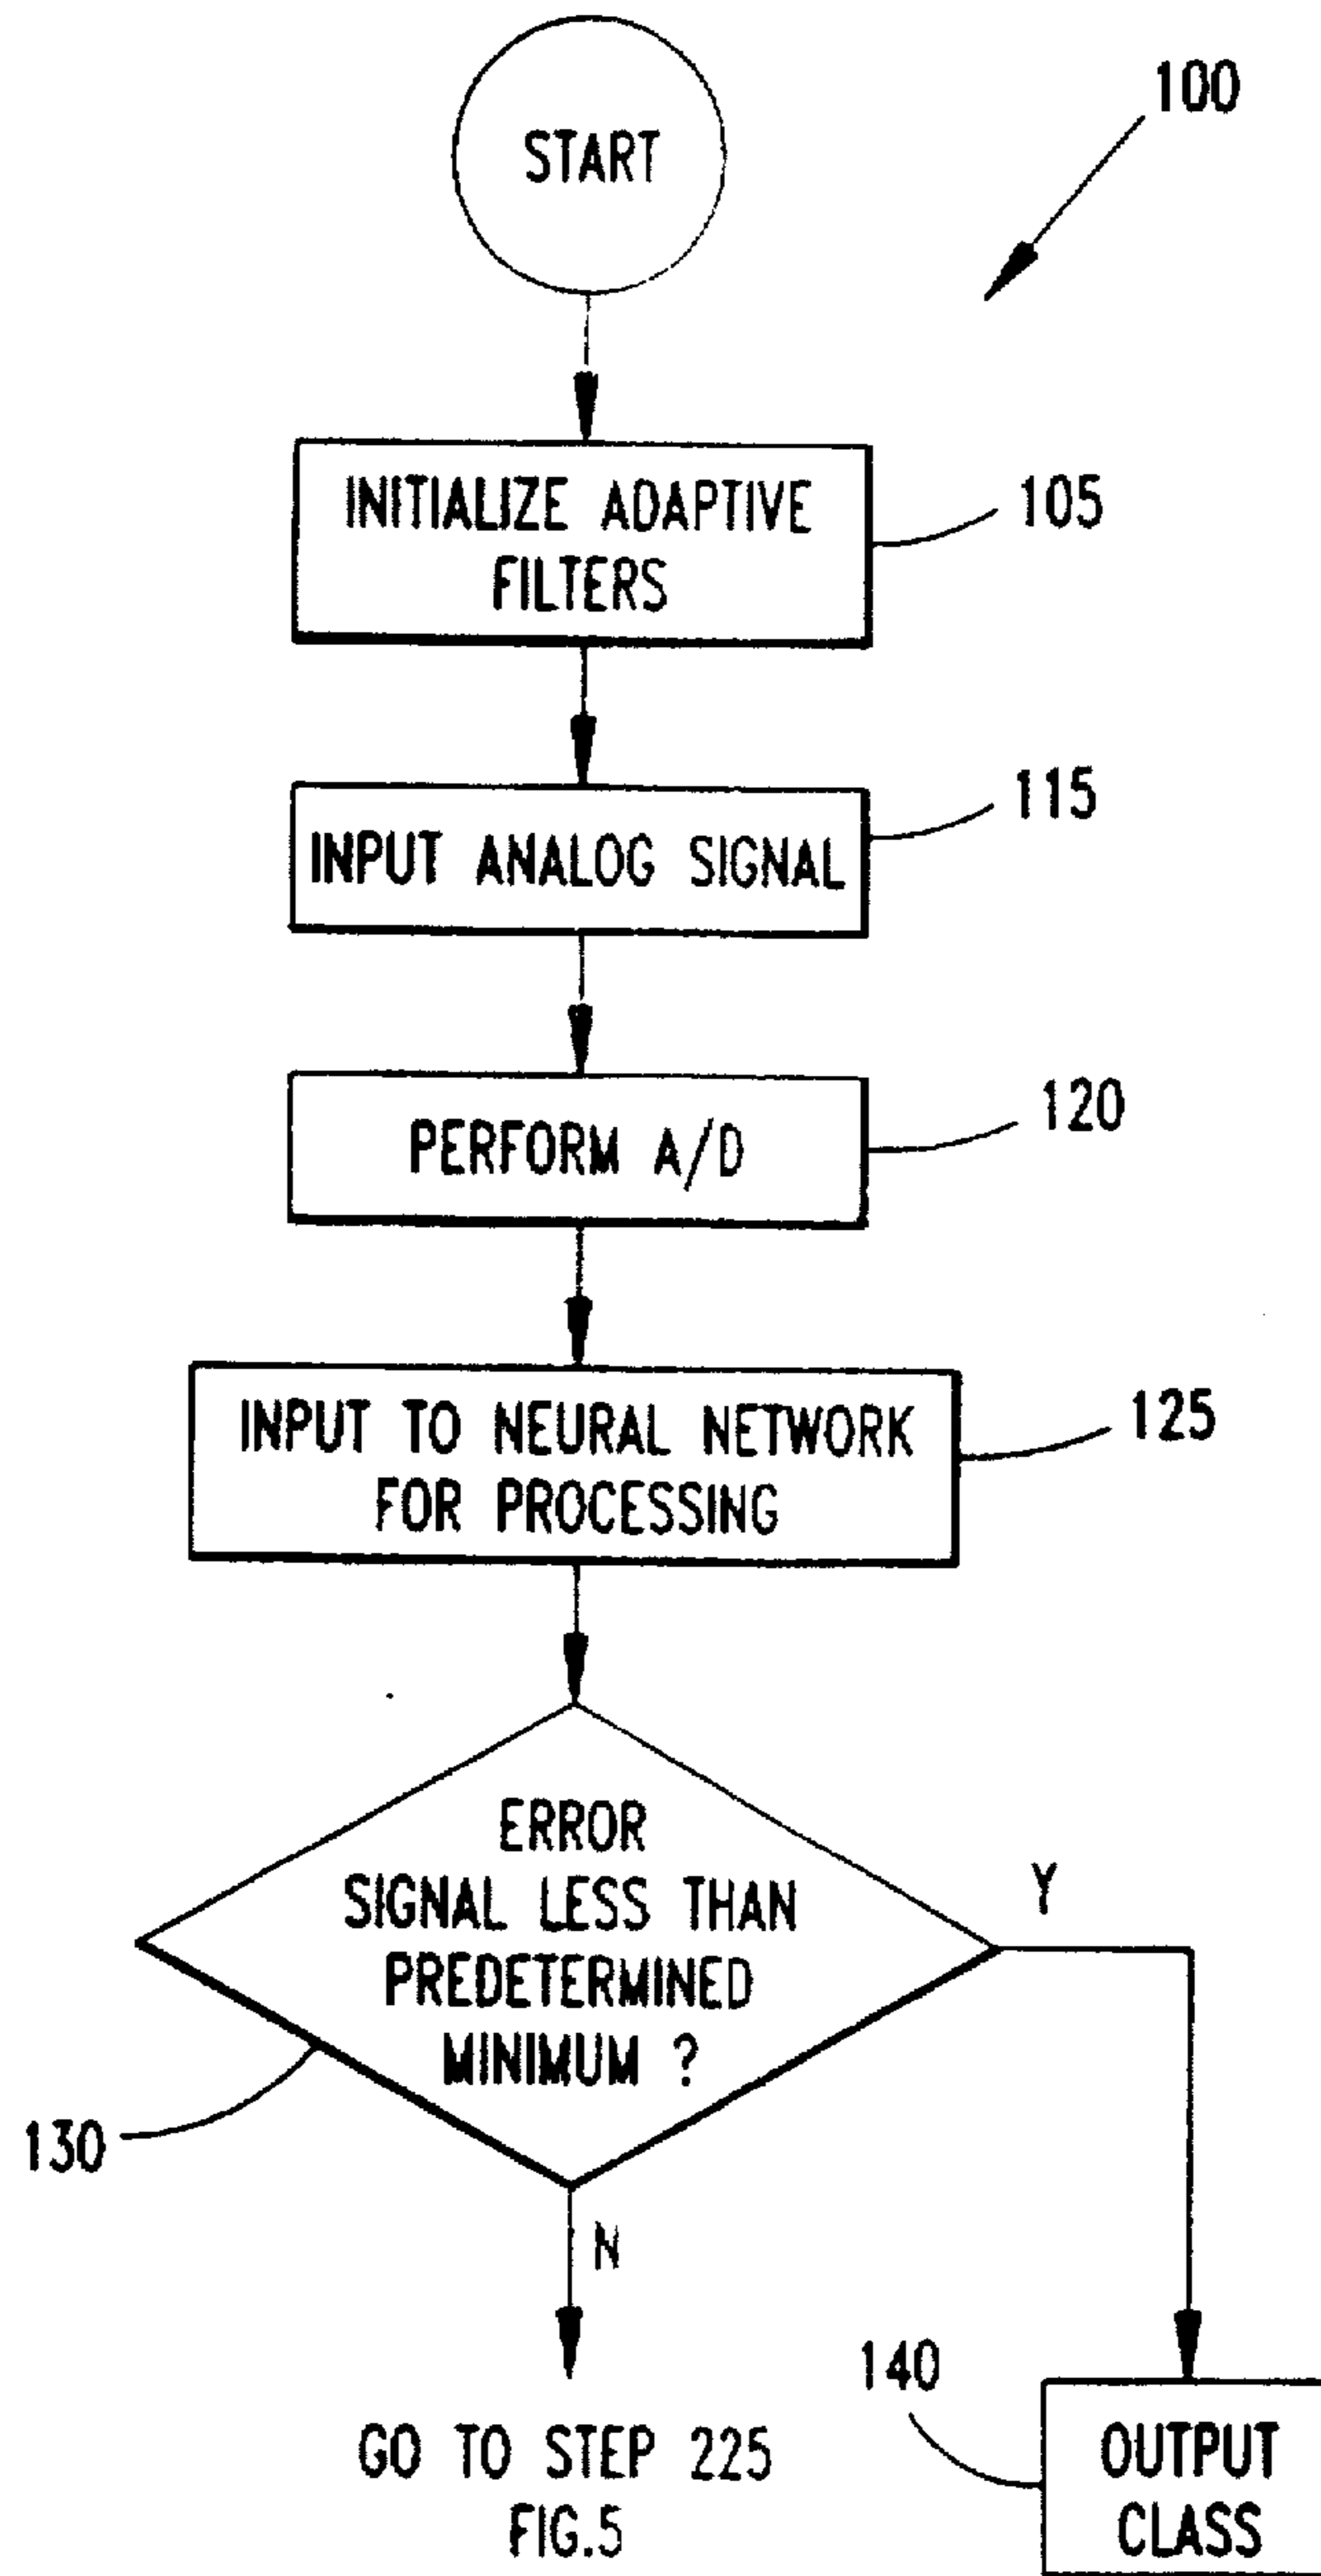 START
100
INITIALIZE ADAPTIVE
FILTERS
105
INPUT ANALOG SIGNAL
115
PERFORM A/D
120
INPUT TO NEURAL NETWORK
FOR PROCESSING
125
ERROR
SIGNAL LESS THAN
PREDETERMINED
MINIMUM ?
Y
130
N
GO TO STEP 225
FIG.5
140
OUTPUT
CLASS